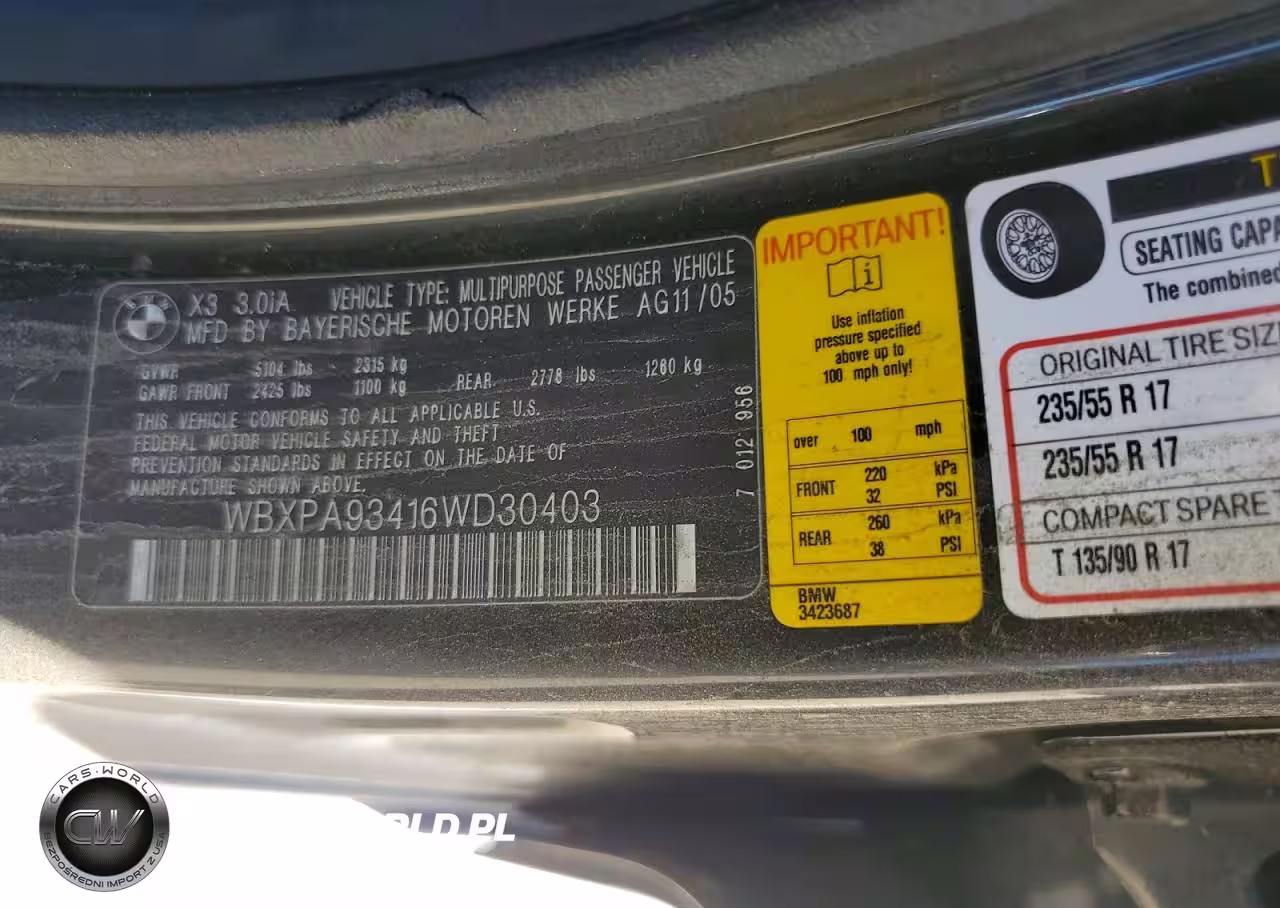 X3 3.0iA VEHICLE TYPE: MULTIPURPOSE PASSENGER VEHICLE
MFD BY BAYERISCHE MOTOREN WERKE AG 11/05
GVWR 5104 lbs 2315 kg
GAWR FRONT 2425 lbs 1100 kg REAR 2778 lbs 1260 kg
THIS VEHICLE CONFORMS TO ALL APPLICABLE U.S.
FEDERAL MOTOR VEHICLE SAFETY AND THEFT
PREVENTION STANDARDS IN EFFECT ON THE DATE OF
MANUFACTURE SHOWN ABOVE.
WBXPA93416WD30403
7 012 956
IMPORTANT!
Use inflation
pressure specified
above up to
100 mph only!
over 100 mph
FRONT 220 kPa
32 PSI
REAR 260 kPa
38 PSI
BMW
3423687
T
SEATING CAPA
The combined
ORIGINAL TIRE SIZ
235/55 R 17
235/55 R 17
COMPACT SPARE T
T 135/90 R 17
CARS-WORLD
CW
BEZPOŚREDNI IMPORT Z USA
RLD.PL